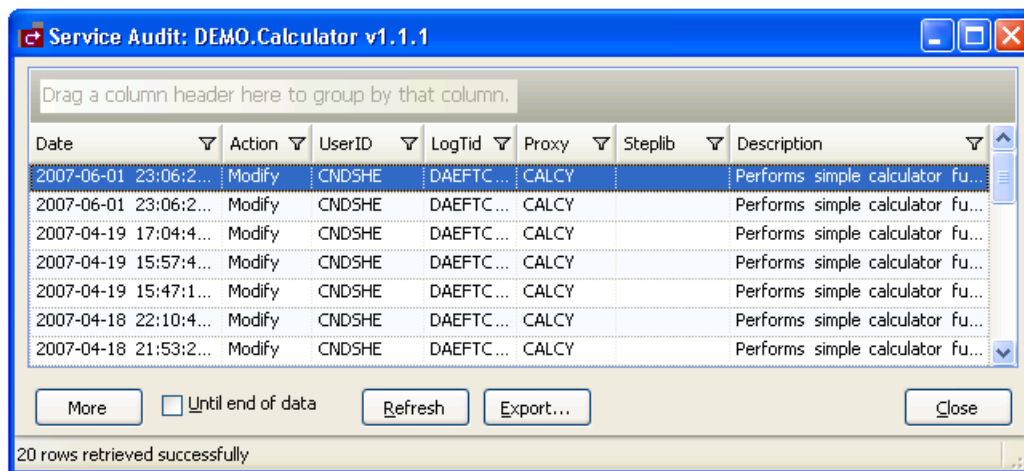 Service Audit: DEMO.Calculator v1.1.1
Drag a column header here to group by that column.
Date Action UserID LogTid Proxy Steplib Description
2007-06-01 23:06:2... Modify CNDSHE DAEFTC... CALCY Performs simple calculator fu...
2007-06-01 23:06:2... Modify CNDSHE DAEFTC... CALCY Performs simple calculator fu...
2007-04-19 17:04:4... Modify CNDSHE DAEFTC... CALCY Performs simple calculator fu...
2007-04-19 15:57:4... Modify CNDSHE DAEFTC... CALCY Performs simple calculator fu...
2007-04-19 15:47:1... Modify CNDSHE DAEFTC... CALCY Performs simple calculator fu...
2007-04-18 22:10:4... Modify CNDSHE DAEFTC... CALCY Performs simple calculator fu...
2007-04-18 21:53:2... Modify CNDSHE DAEFTC... CALCY Performs simple calculator fu...
More Until end of data Refresh Export... Close
20 rows retrieved successfully